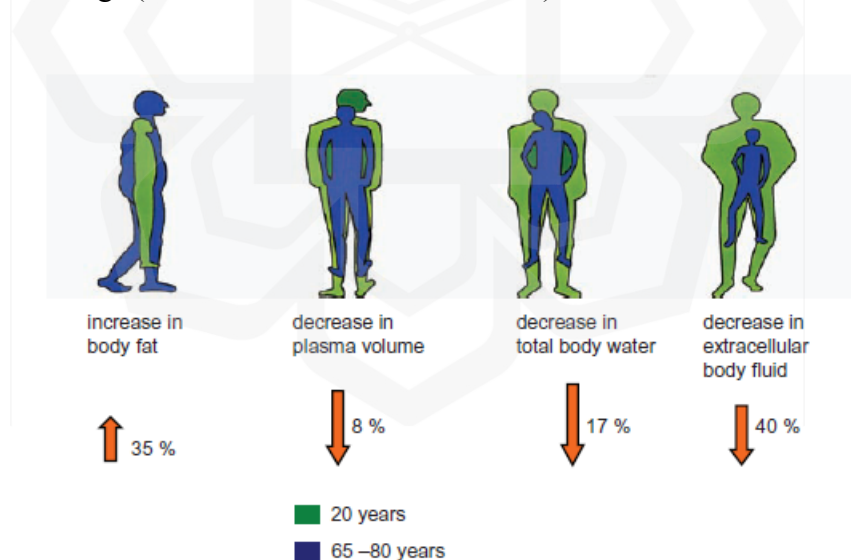 increase in
body fat
decrease in
plasma volume
decrease in
total body water
decrease in
extracellular
body fluid
35 %
8 %
17 %
40 %
20 years
65 –80 years